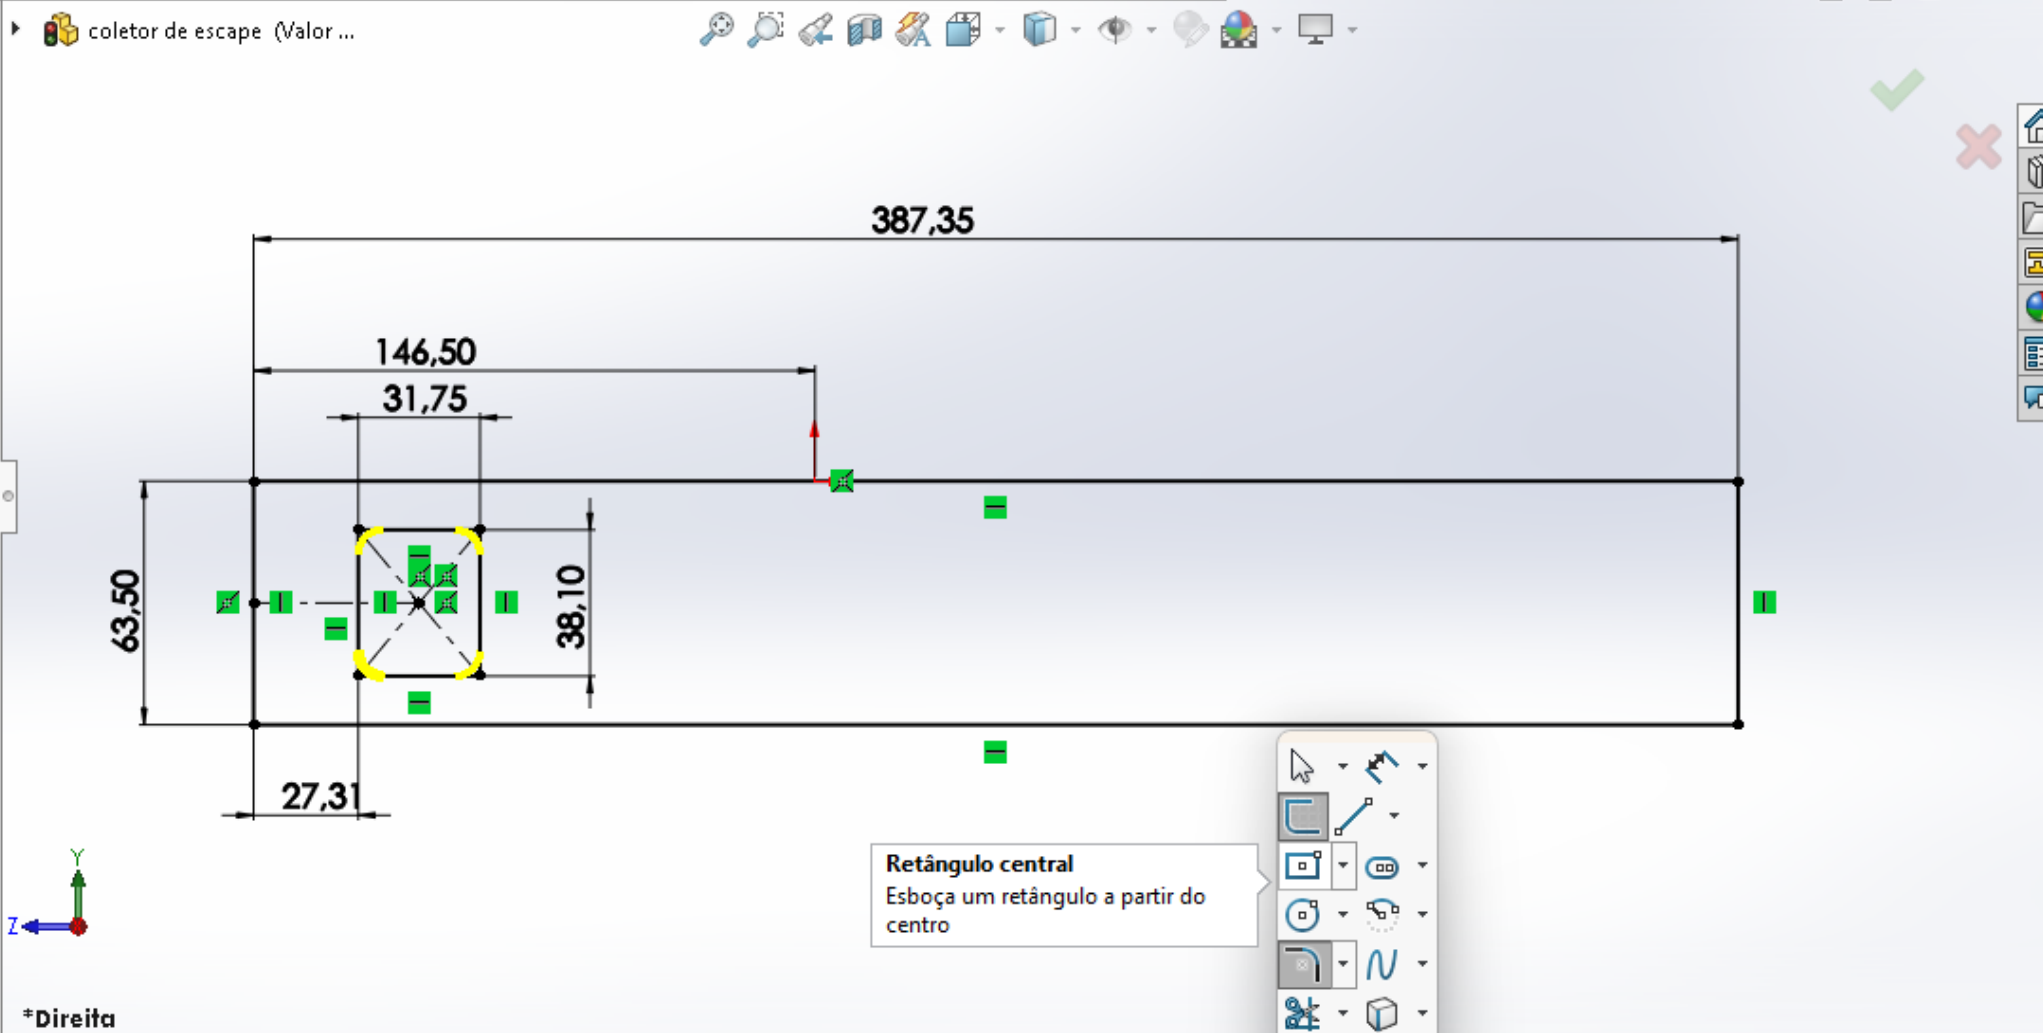 coletor de escape (Valor ...
387,35
146,50
31,75
63,50
38,10
27,31
Retângulo central
Esboça um retângulo a partir do
centro
Y
Z
*Direita